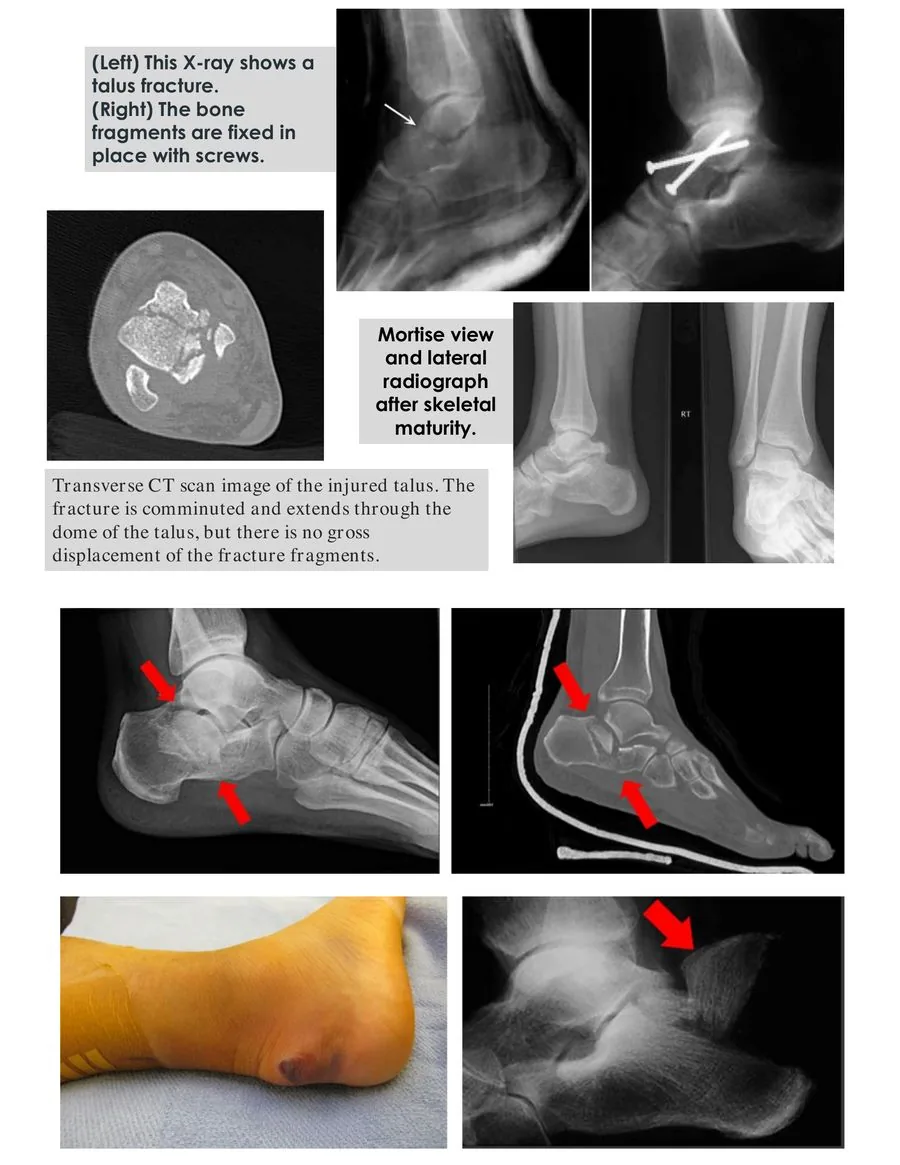 (Left) This X-ray shows a
talus fracture.
(Right) The bone
fragments are fixed in
place with screws.
Mortise view
and lateral
radiograph
after skeletal
maturity.
RT
Transverse CT scan image of the injured talus. The
fracture is comminuted and extends through the
dome of the talus, but there is no gross
displacement of the fracture fragments.